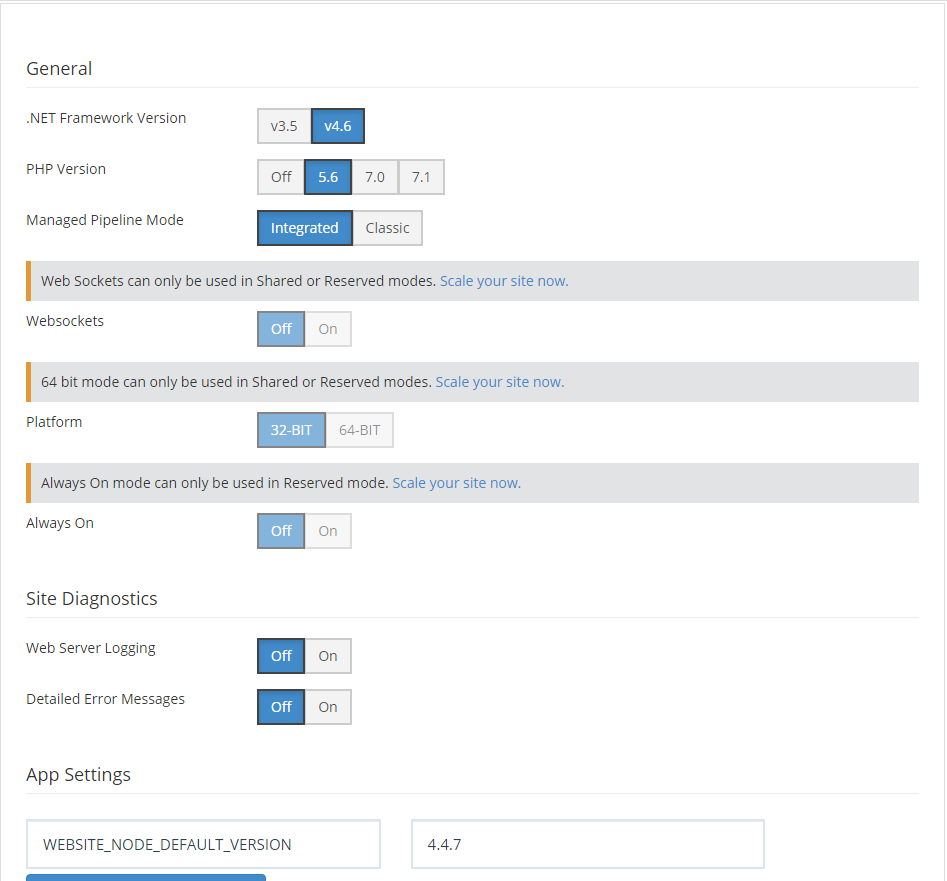 General
.NET Framework Version v3.5 v4.6
PHP Version Off 5.6 7.0 7.1
Managed Pipeline Mode Integrated Classic
Web Sockets can only be used in Shared or Reserved modes. Scale your site now.
Websockets Off On
64 bit mode can only be used in Shared or Reserved modes. Scale your site now.
Platform 32-BIT 64-BIT
Always On mode can only be used in Reserved mode. Scale your site now.
Always On Off On
Site Diagnostics
Web Server Logging Off On
Detailed Error Messages Off On
App Settings
WEBSITE_NODE_DEFAULT_VERSION 4.4.7